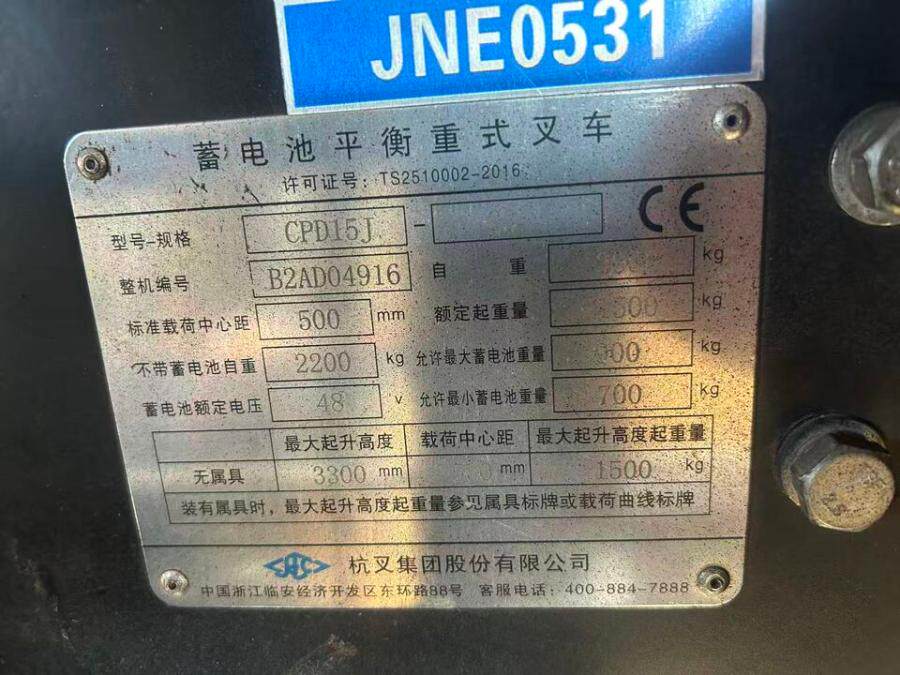 JNE0531
蓄电池平衡重式叉车
许可证号：TS2510002-2016
型号-规格 CPD15J - CE
整机编号 B2AD04916 自重 kg
标准载荷中心距 500 mm 额定起重量 kg
不带蓄电池自重 2200 kg 允许最大蓄电池重量 kg
蓄电池额定电压 48 v 允许最小蓄电池重量 700 kg
最大起升高度 载荷中心距 最大起升高度起重量
无属具 3300 mm mm 1500 kg
装有属具时，最大起升高度起重量参见属具标牌或载荷曲线标牌
HC 杭叉集团股份有限公司
中国浙江临安经济开发区东环路88号 客服电话：400-884-7888